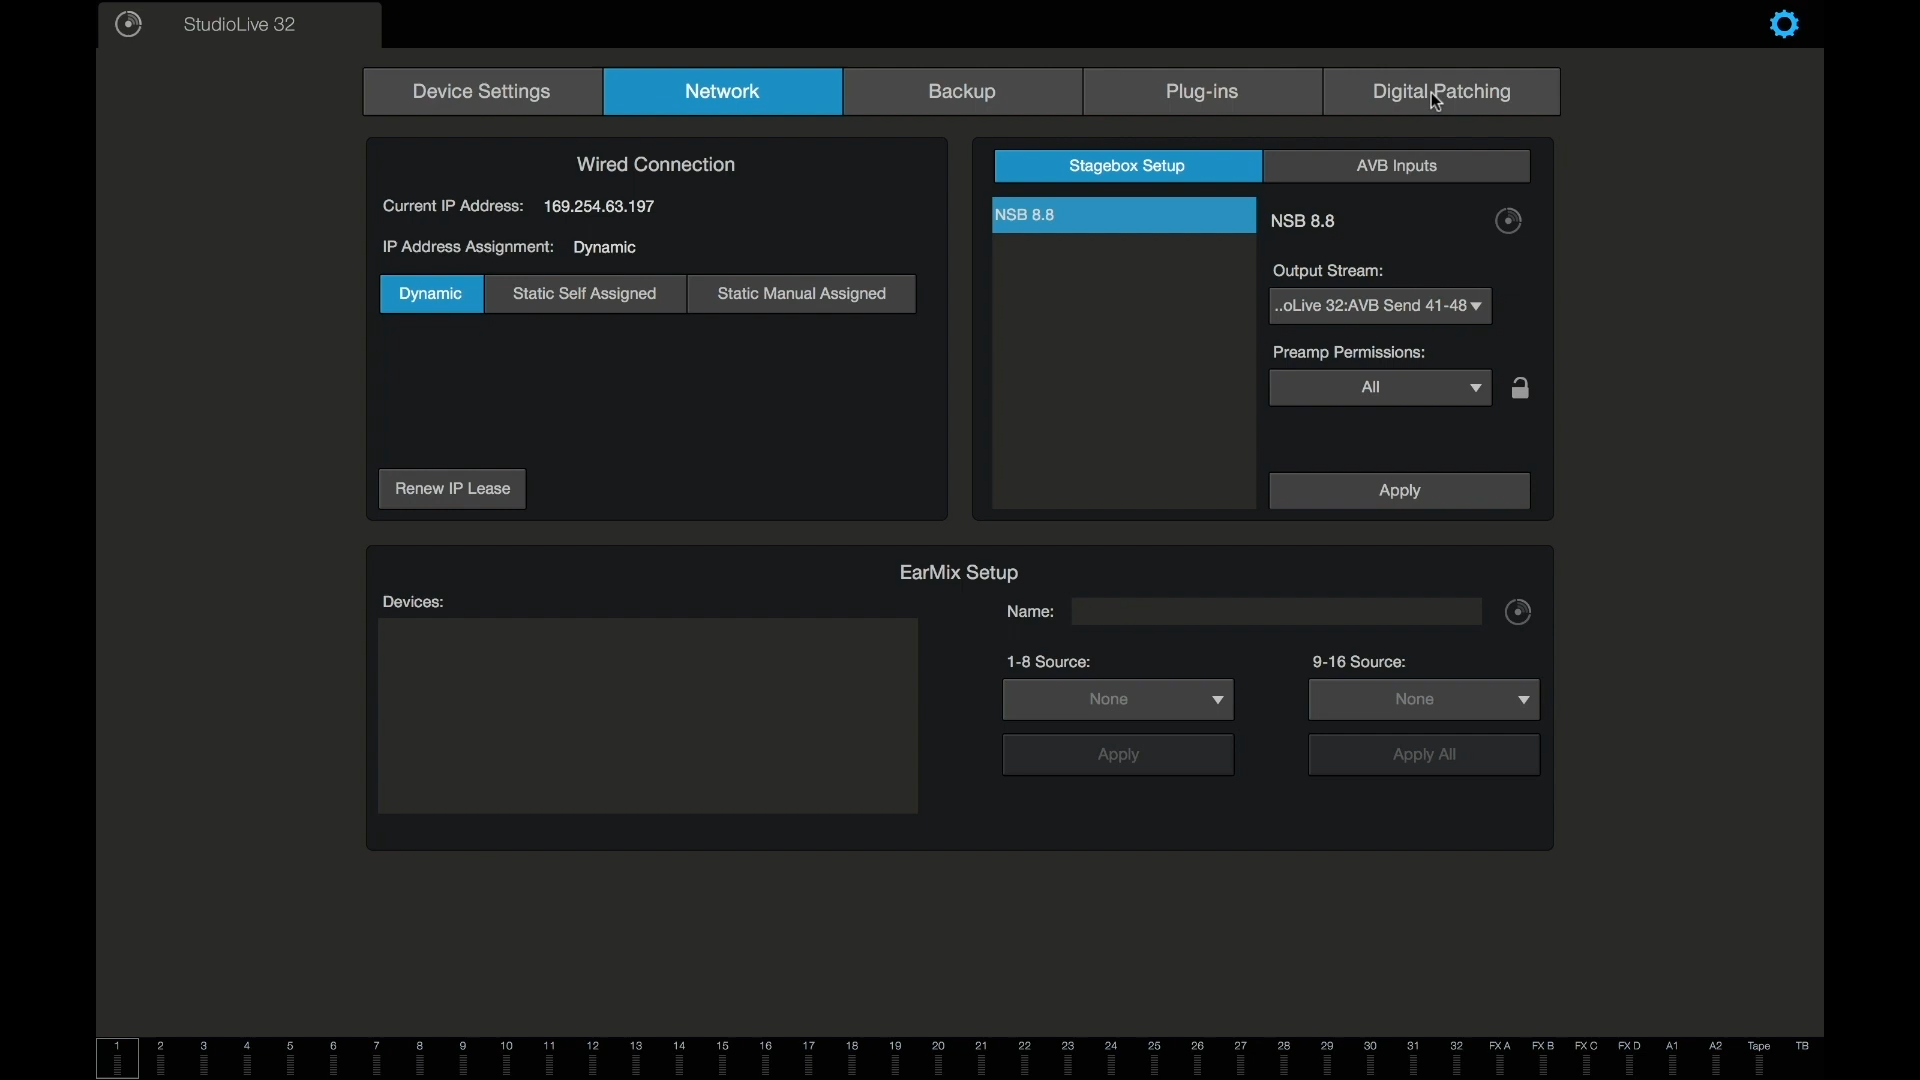 StudioLive 32
Device Settings Network Backup Plug-ins Digital Patching
Wired Connection
Current IP Address: 169.254.63.197
IP Address Assignment: Dynamic
Dynamic Static Self Assigned Static Manual Assigned
Renew IP Lease
Stagebox Setup AVB Inputs
NSB 8.8
NSB 8.8
Output Stream:
..oLive 32:AVB Send 41-48
Preamp Permissions:
All
Apply
EarMix Setup
Devices:
Name:
1-8 Source: 9-16 Source:
None None
Apply Apply All
1 2 3 4 5 6 7 8 9 10 11 12 13 14 15 16 17 18 19 20 21 22 23 24 25 26 27 28 29 30 31 32 FX A FX B FX C FX D A1 A2 Tape TB